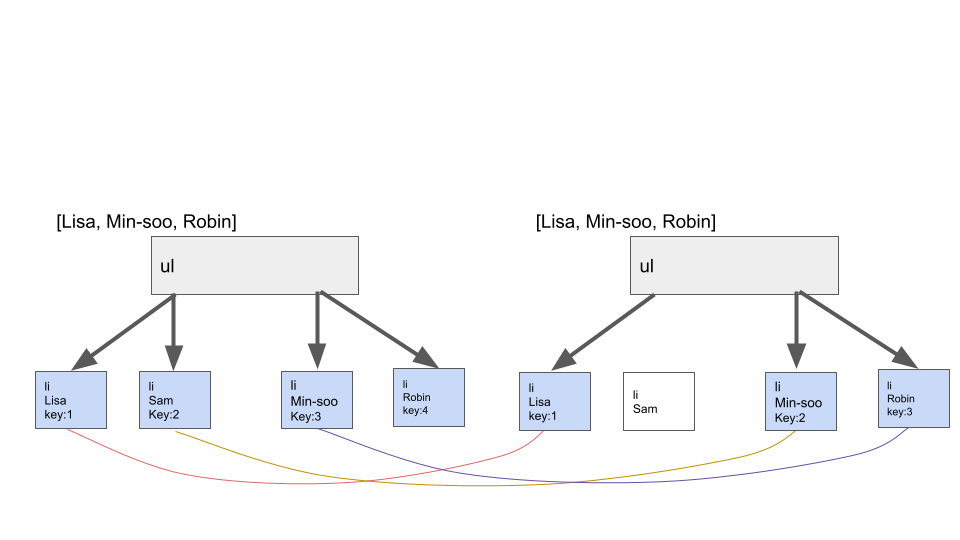 [Lisa, Min-soo, Robin]
[Lisa, Min-soo, Robin]
ul
ul
li
Lisa
key:1
li
Sam
Key:2
li
Min-soo
Key:3
li
Robin
key:4
li
Lisa
key:1
li
Sam
li
Min-soo
Key:2
li
Robin
key:3